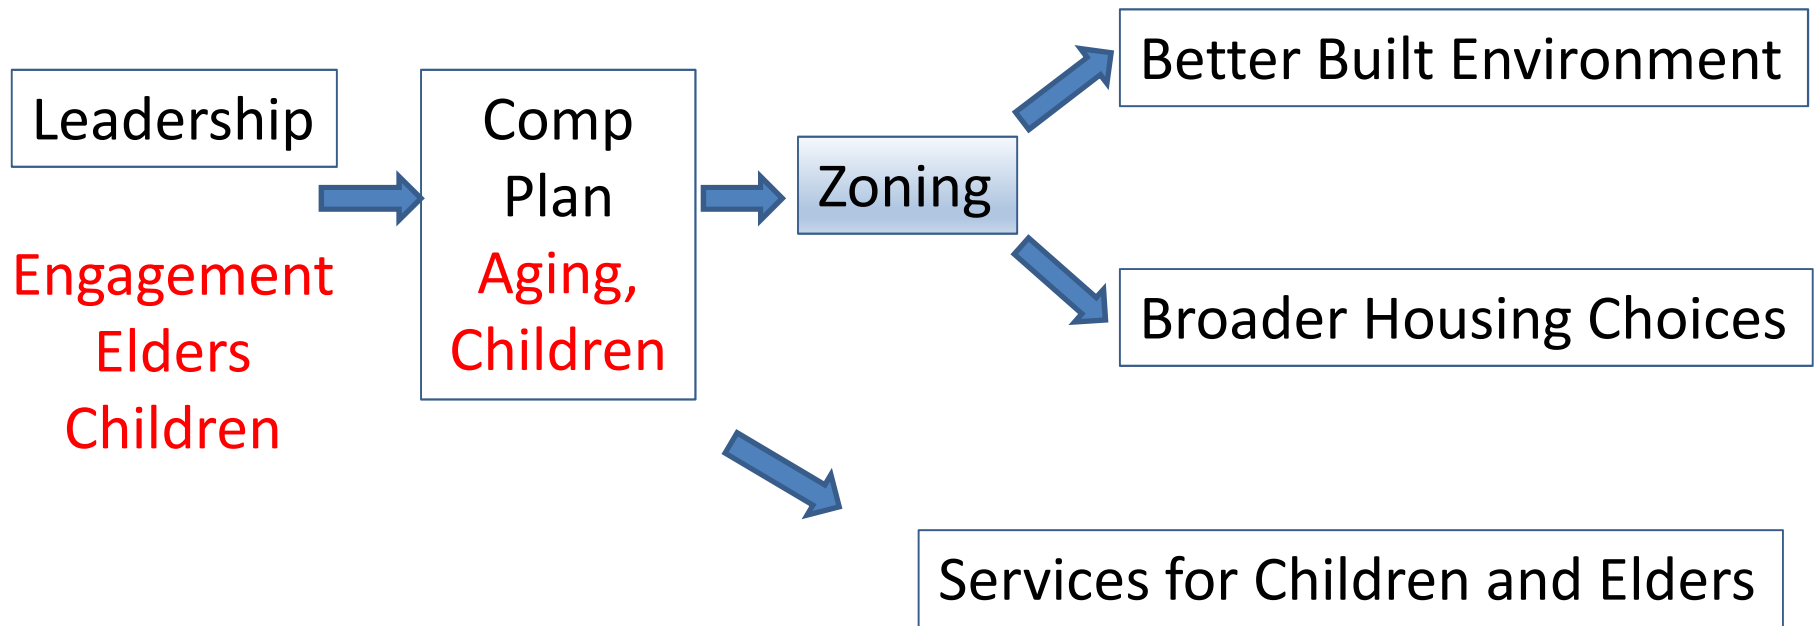 Leadership
Engagement
Elders
Children
Comp
Plan
Aging,
Children
Zoning
Better Built Environment
Broader Housing Choices
Services for Children and Elders